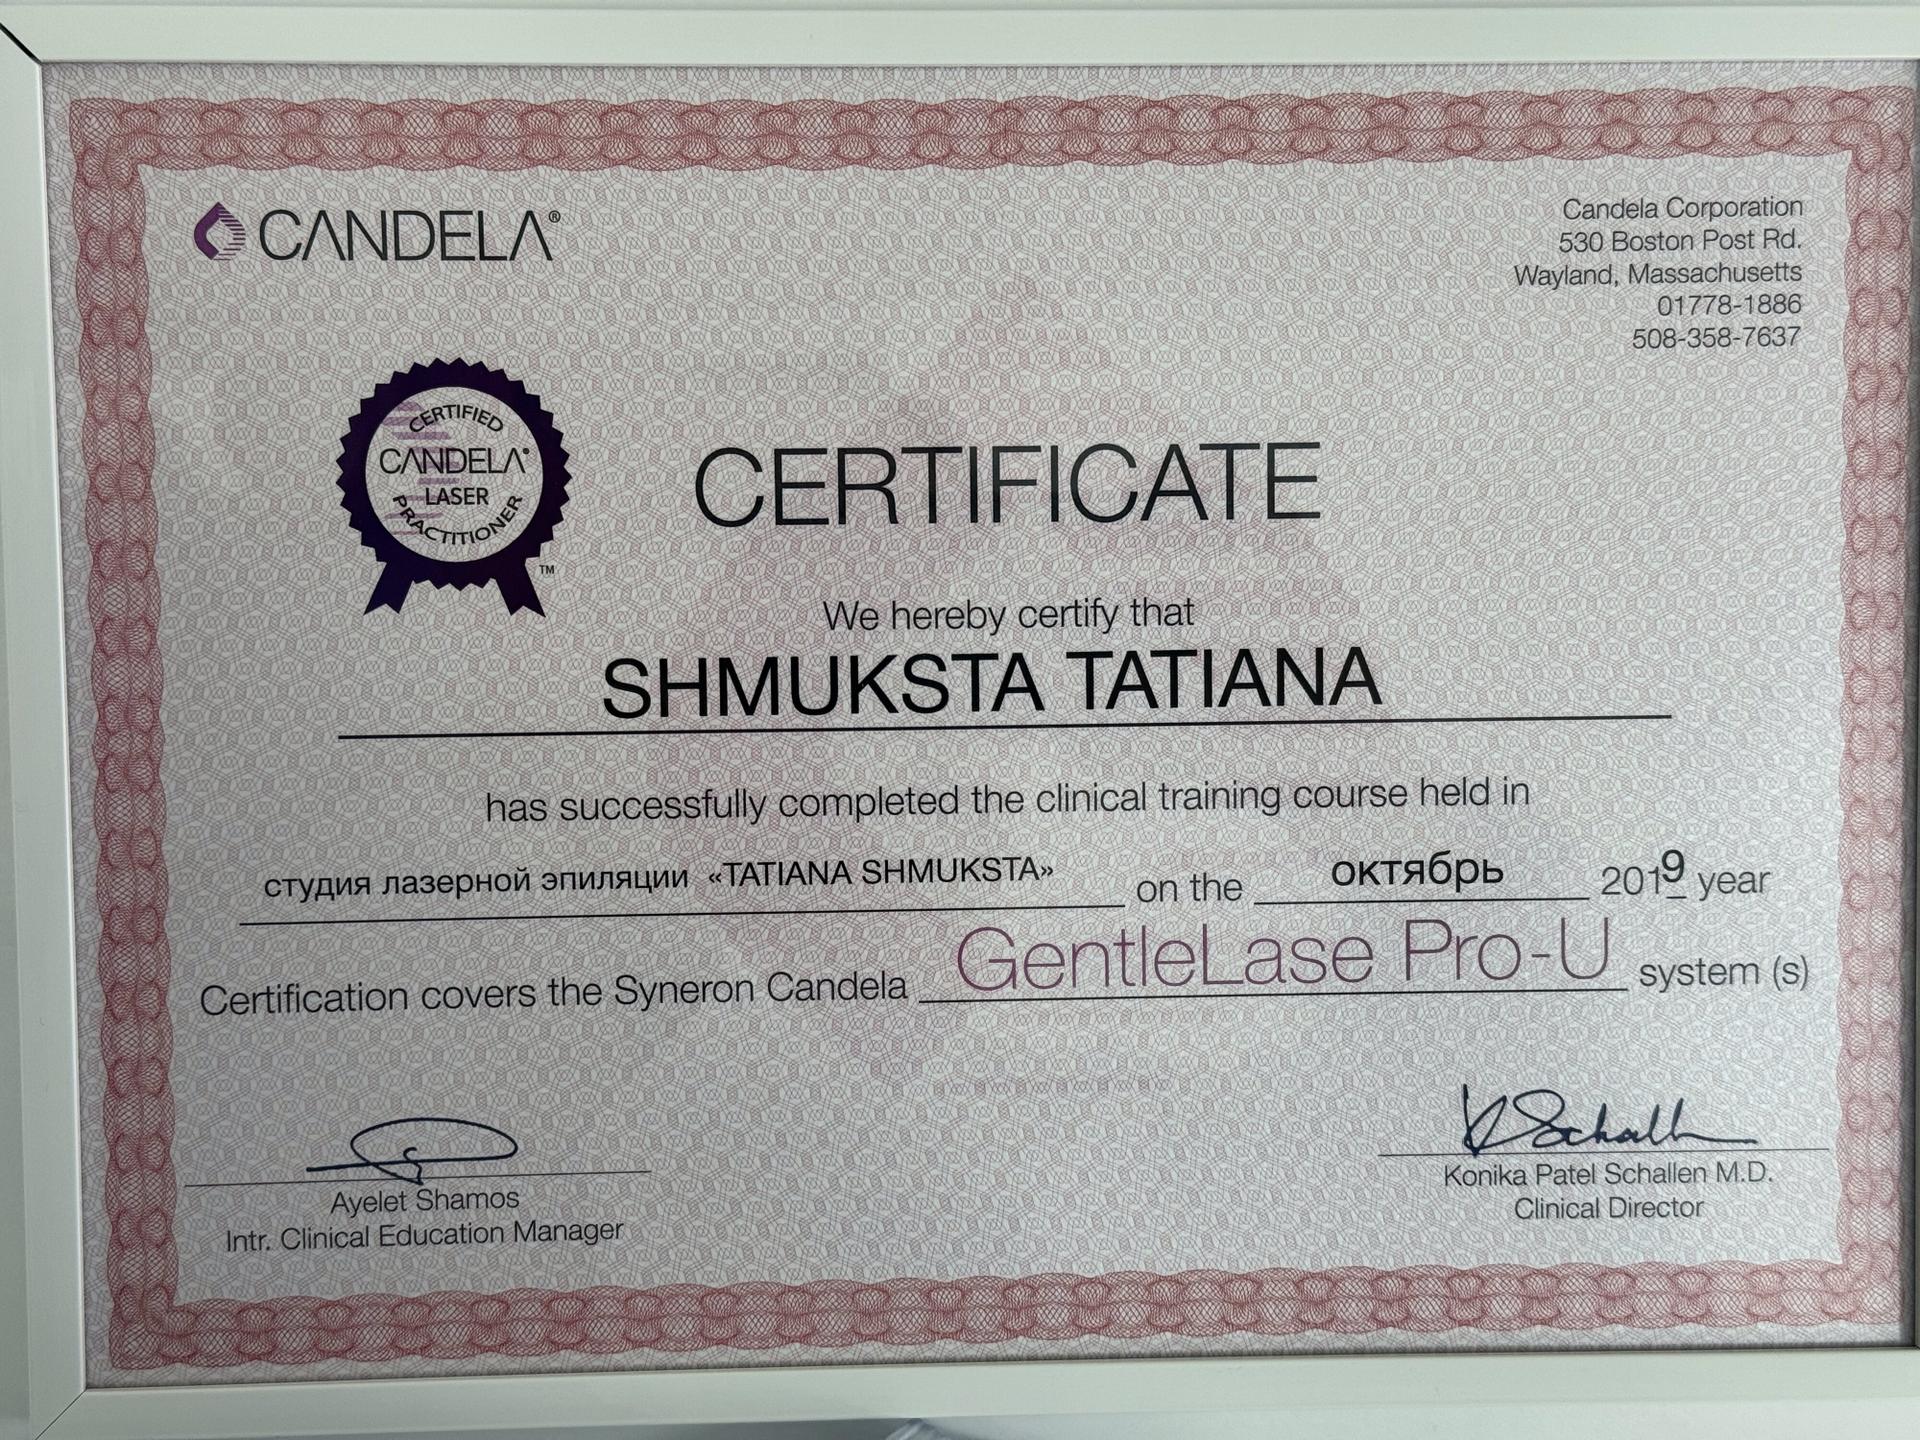 CANDELA®
Candela Corporation
530 Boston Post Rd.
Wayland, Massachusetts
01778-1886
508-358-7637
CERTIFIED
CANDELA®
LASER
PRACTITIONER
TM
CERTIFICATE
We hereby certify that
SHMUKSTA TATIANA
has successfully completed the clinical training course held in
студия лазерной эпиляции «TATIANA SHMUKSTA» on the октябрь 2019 year
Certification covers the Syneron Candela GentleLase Pro-U system (s)
KSchall
Ayelet Shamos
Intr. Clinical Education Manager
Konika Patel Schallen M.D.
Clinical Director